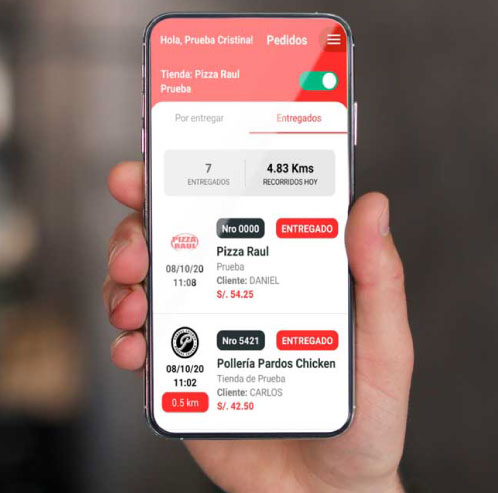 Hola, Prueba Cristina!
Pedidos
Tienda: Pizza Raul
Prueba
Por entregar
Entregados
7
ENTREGADOS
4.83 Kms
RECORRIDOS HOY
PIZZA
RAUL
08/10/20
11:08
Nro 0000
ENTREGADO
Pizza Raul
Prueba
Cliente: DANIEL
S/. 54.25
08/10/20
11:02
0.5 km
Nro 5421
ENTREGADO
Pollería Pardos Chicken
Tienda de Prueba
Cliente: CARLOS
S/. 42.50